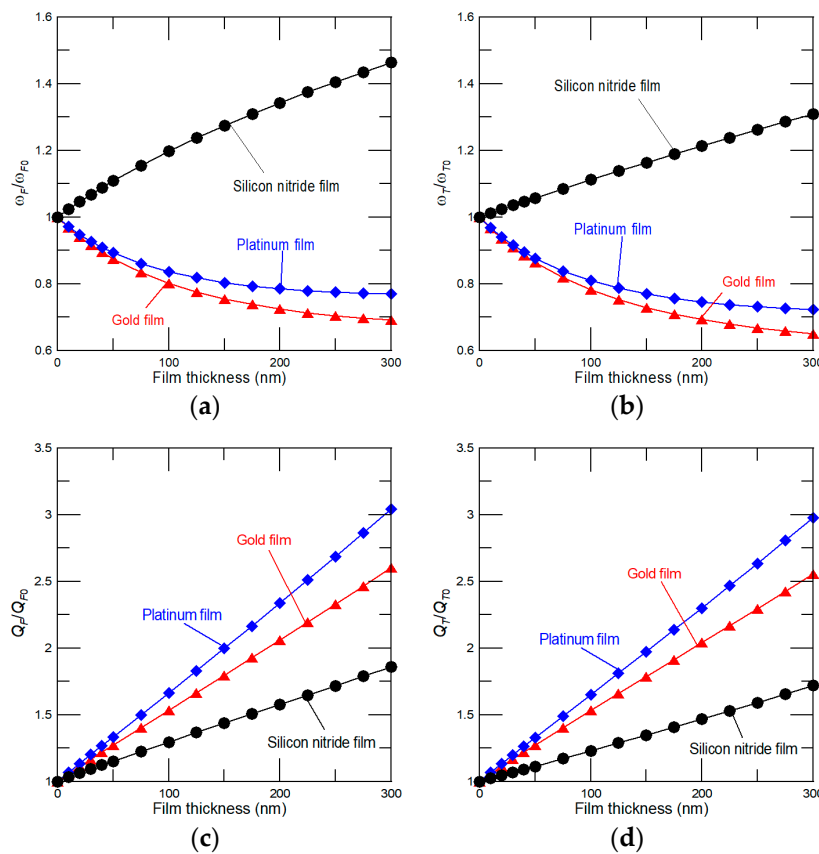 1.6
1.4
1.2
1
0.8
0.6
ω_F/ω_F0
Silicon nitride film
Platinum film
Gold film
0
100
200
300
Film thickness (nm)
(a)
1.6
1.4
1.2
1
0.8
0.6
ω_T/ω_T0
Silicon nitride film
Platinum film
Gold film
0
100
200
300
Film thickness (nm)
(b)
3.5
3
2.5
2
1.5
1
Q_F/Q_F0
Gold film
Platinum film
Silicon nitride film
0
100
200
300
Film thickness (nm)
(c)
3.5
3
2.5
2
1.5
1
Q_T/Q_T0
Gold film
Platinum film
Silicon nitride film
0
100
200
300
Film thickness (nm)
(d)